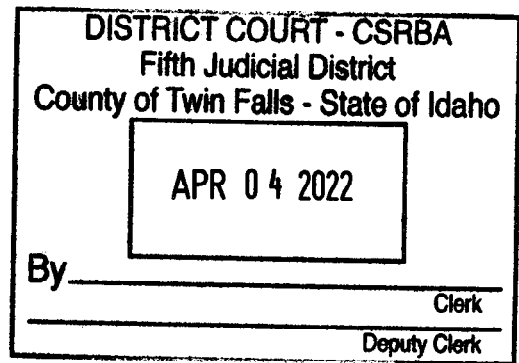 DISTRICT COURT - CSRBA
Fifth Judicial District
County of Twin Falls - State of Idaho
APR 04 2022
By
Clerk
Deputy Clerk